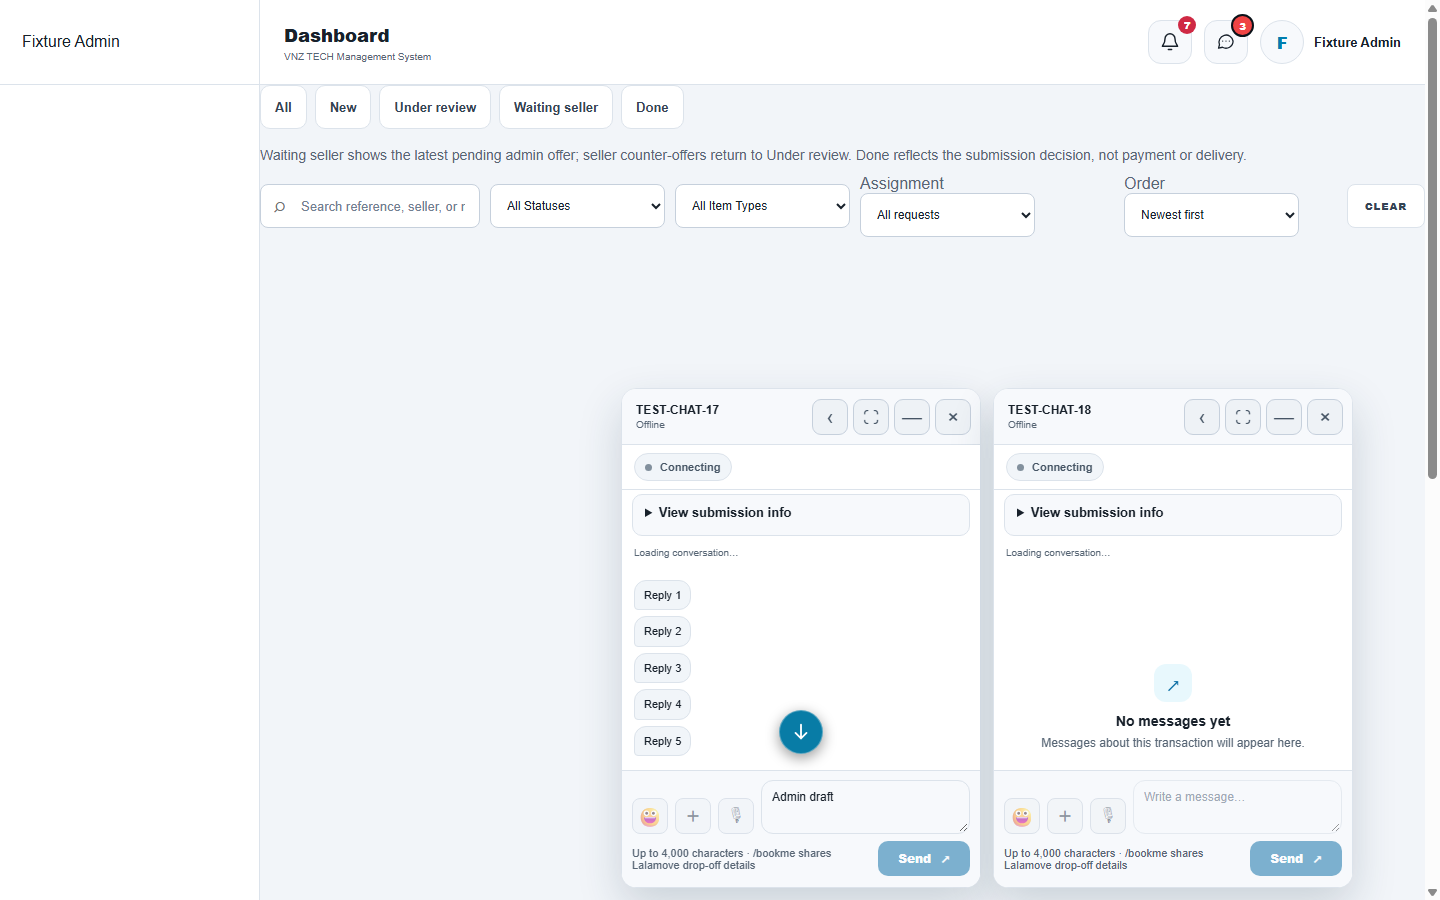 Fixture Admin
Dashboard
VNZ TECH Management System
7
3
F
Fixture Admin
All
New
Under review
Waiting seller
Done
Waiting seller shows the latest pending admin offer; seller counter-offers return to Under review. Done reflects the submission decision, not payment or delivery.
Search reference, seller, or r
All Statuses
All Item Types
Assignment
All requests
Order
Newest first
CLEAR
TEST-CHAT-17
Offline
Connecting
View submission info
Loading conversation...
Reply 1
Reply 2
Reply 3
Reply 4
Reply 5
Admin draft
Up to 4,000 characters · /bookme shares
Lalamove drop-off details
Send ↗
TEST-CHAT-18
Offline
Connecting
View submission info
Loading conversation...
No messages yet
Messages about this transaction will appear here.
Write a message...
Up to 4,000 characters · /bookme shares
Lalamove drop-off details
Send ↗